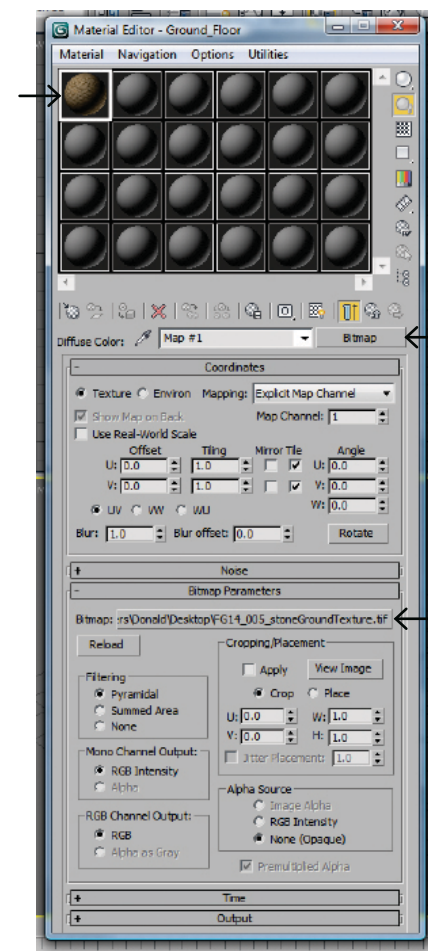 Material Editor - Ground_Floor
Material Navigation Options Utilities
Diffuse Color: Map #1 Bitmap
- Coordinates
Texture Environ Mapping: Explicit Map Channel
Show Map on Back Map Channel: 1
Use Real-World Scale
Offset Tiling Mirror Tile Angle
U: 0.0 1.0 U: 0.0
V: 0.0 1.0 V: 0.0
UV VW WU W: 0.0
Blur: 1.0 Blur offset: 0.0 Rotate
+ Noise
- Bitmap Parameters
Bitmap: ers\Donald\Desktop\FG14_005_stoneGroundTexture.tif
Reload Cropping/Placement
Apply View Image
Filtering
Pyramidal Crop Place
Summed Area U: 0.0 W: 1.0
None V: 0.0 H: 1.0
Jitter Placement: 1.0
Mono Channel Output:
RGB Intensity Alpha Source
Alpha Image Alpha
RGB Channel Output: RGB Intensity
RGB None (Opaque)
Alpha as Gray Premultiplied Alpha
+ Time
+ Output